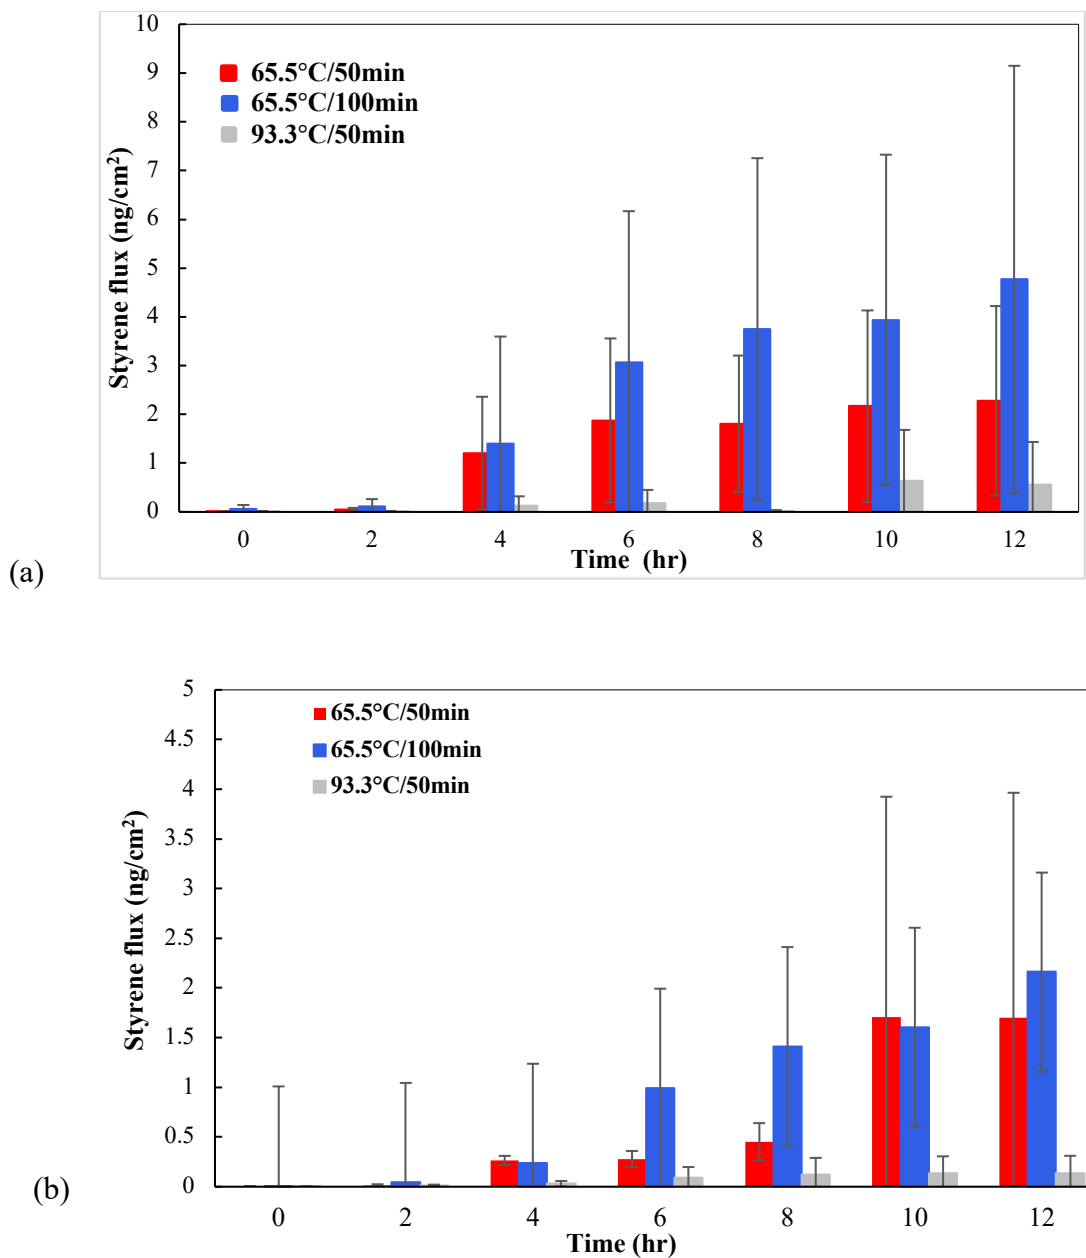 10
9
8
7
6
5
4
3
2
1
0
Styrene flux (ng/cm²)
65.5°C/50min
65.5°C/100min
93.3°C/50min
0 2 4 6 8 10 12
Time (hr)
(a)
5
4.5
4
3.5
3
2.5
2
1.5
1
0.5
0
Styrene flux (ng/cm²)
65.5°C/50min
65.5°C/100min
93.3°C/50min
0 2 4 6 8 10 12
Time (hr)
(b)